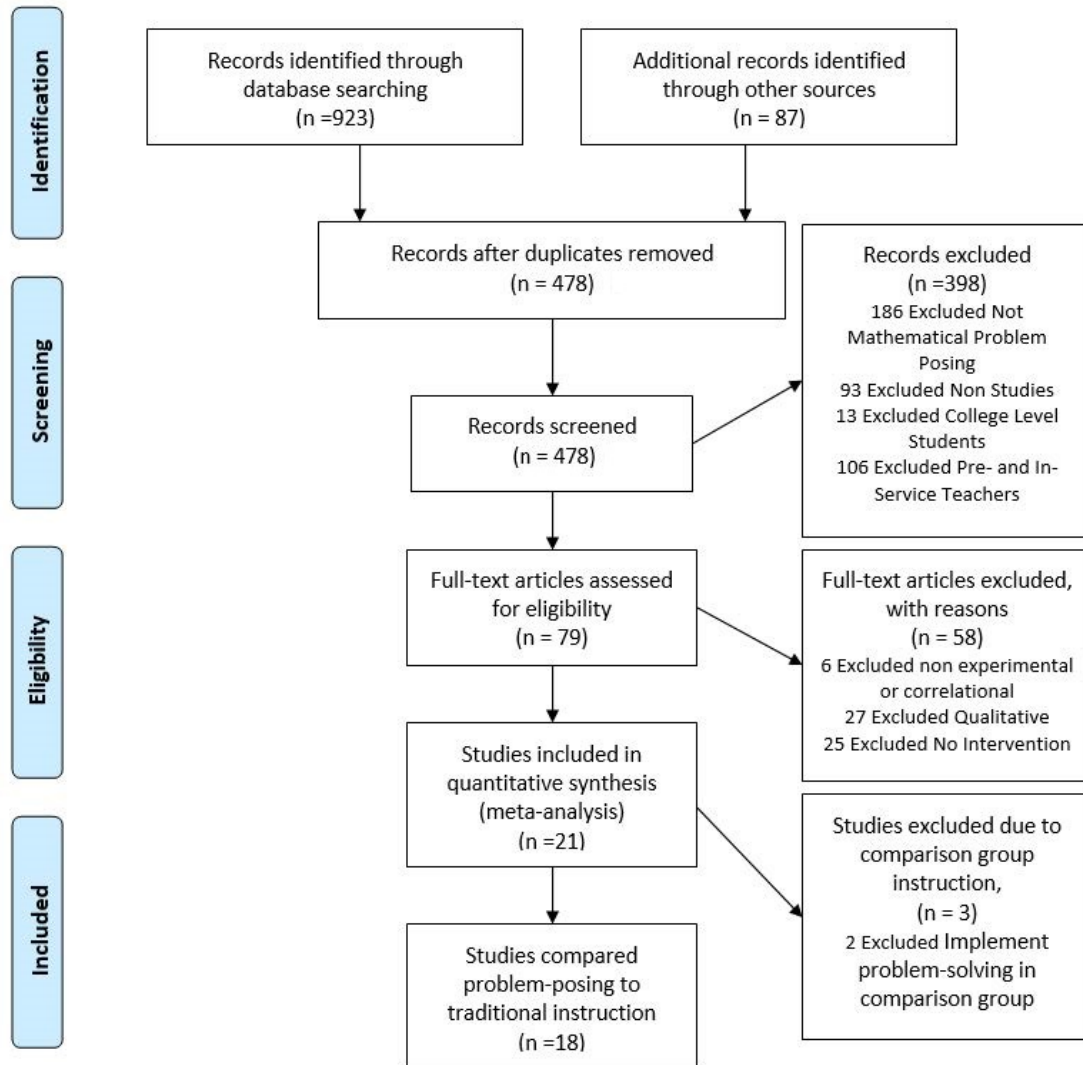 Identification
Records identified through
database searching
(n =923)
Additional records identified
through other sources
(n = 87)
Records after duplicates removed
(n = 478)
Screening
Records screened
(n = 478)
Records excluded
(n =398)
186 Excluded Not
Mathematical Problem
Posing
93 Excluded Non Studies
13 Excluded College Level
Students
106 Excluded Pre- and In-
Service Teachers
Eligibility
Full-text articles assessed
for eligibility
(n = 79)
Full-text articles excluded,
with reasons
(n = 58)
6 Excluded non experimental
or correlational
27 Excluded Qualitative
25 Excluded No Intervention
Studies included in
quantitative synthesis
(meta-analysis)
(n =21)
Included
Studies excluded due to
comparison group
instruction,
(n = 3)
2 Excluded Implement
problem-solving in
comparison group
Studies compared
problem-posing to
traditional instruction
(n =18)